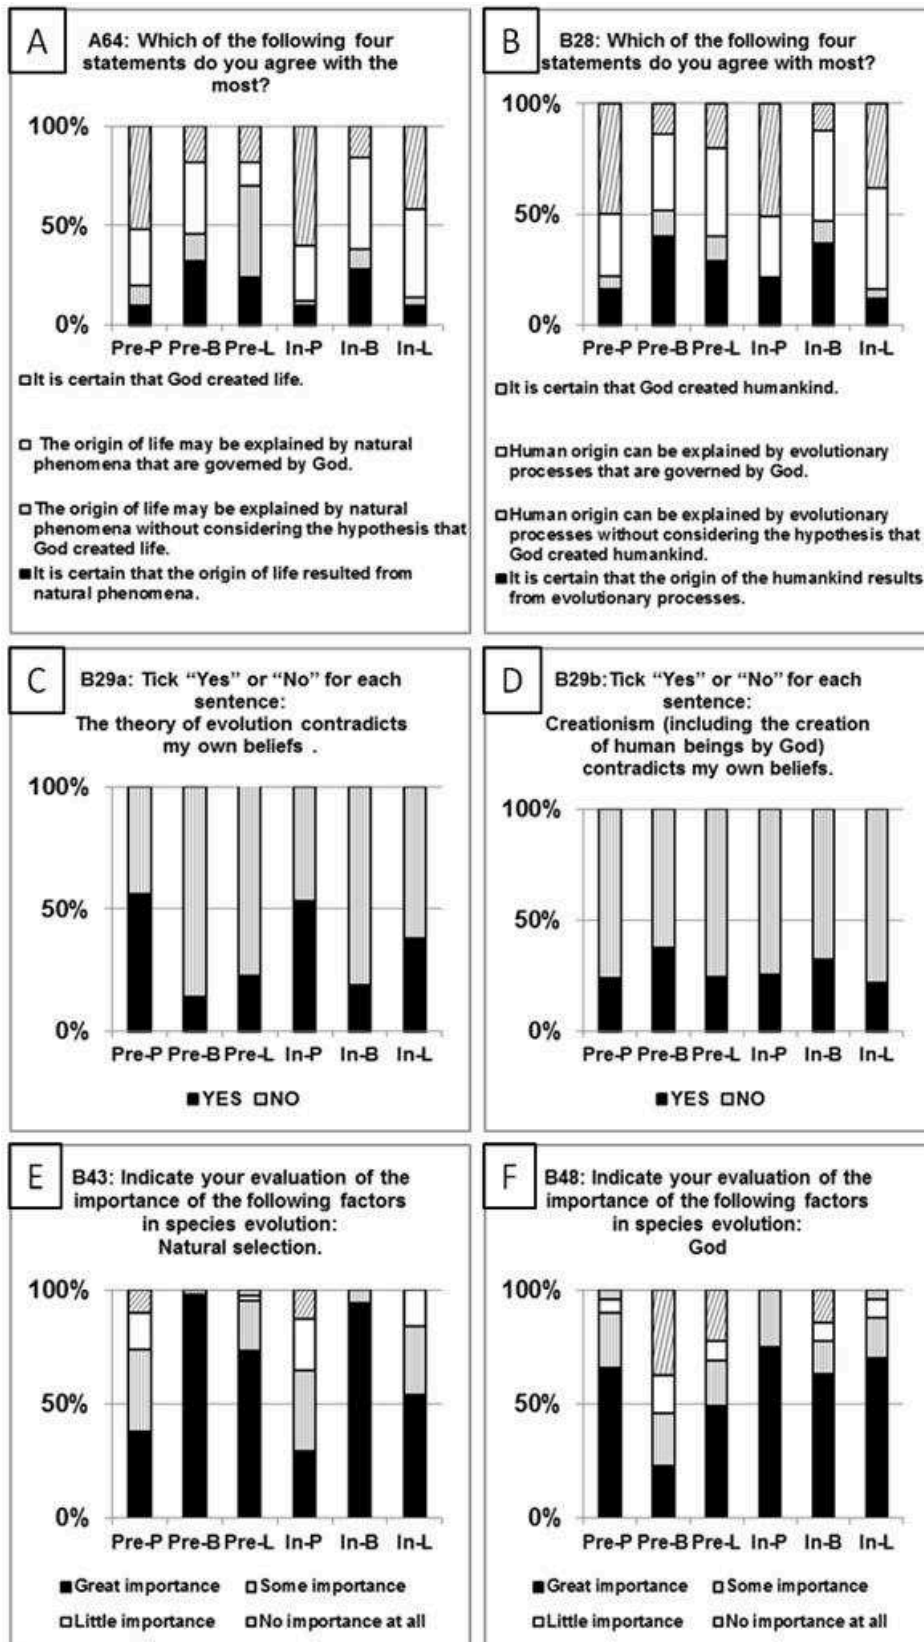 A
A64: Which of the following four
statements do you agree with the
most?
100%
50%
0%
Pre-P Pre-B Pre-L In-P In-B In-L
It is certain that God created life.
The origin of life may be explained by natural
phenomena that are governed by God.
The origin of life may be explained by natural
phenomena without considering the hypothesis that
God created life.
It is certain that the origin of life resulted from
natural phenomena.
B
B28: Which of the following four
statements do you agree with most?
100%
50%
0%
Pre-P Pre-B Pre-L In-P In-B In-L
It is certain that God created humankind.
Human origin can be explained by evolutionary
processes that are governed by God.
Human origin can be explained by evolutionary
processes without considering the hypothesis that
God created humankind.
It is certain that the origin of the humankind results
from evolutionary processes.
C
B29a: Tick “Yes” or “No” for each
sentence:
The theory of evolution contradicts
my own beliefs .
100%
50%
0%
Pre-P Pre-B Pre-L In-P In-B In-L
YES NO
D
B29b:Tick “Yes” or “No” for each
sentence:
Creationism (including the creation
of human beings by God)
contradicts my own beliefs.
100%
50%
0%
Pre-P Pre-B Pre-L In-P In-B In-L
YES NO
E
B43: Indicate your evaluation of the
importance of the following factors
in species evolution:
Natural selection.
100%
50%
0%
Pre-P Pre-B Pre-L In-P In-B In-L
Great importance Some importance
Little importance No importance at all
F
B48: Indicate your evaluation of the
importance of the following factors
in species evolution:
God
100%
50%
0%
Pre-P Pre-B Pre-L In-P In-B In-L
Great importance Some importance
Little importance No importance at all